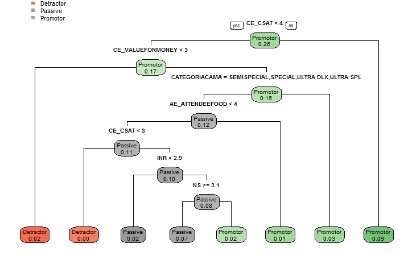 Detractor
Passive
Promotor
yes CE_CSAT < 4 no
Promotor
0.26
CE_VALUEFORMONEY < 3
Promotor
0.17
CATEGORIACAMA = SEMISPECIAL,SPECIAL,ULTRA DLX,ULTRA SPL
Promotor
0.15
AE_ATTENDEEFOOD < 4
Passive
0.12
CE_CSAT < 3
Passive
0.11
INR < 2.9
Passive
0.10
NS >= 3.1
Passive
0.08
Detractor
0.02
Detractor
0.00
Passive
0.02
Passive
0.07
Promotor
0.02
Promotor
0.01
Promotor
0.03
Promotor
0.09